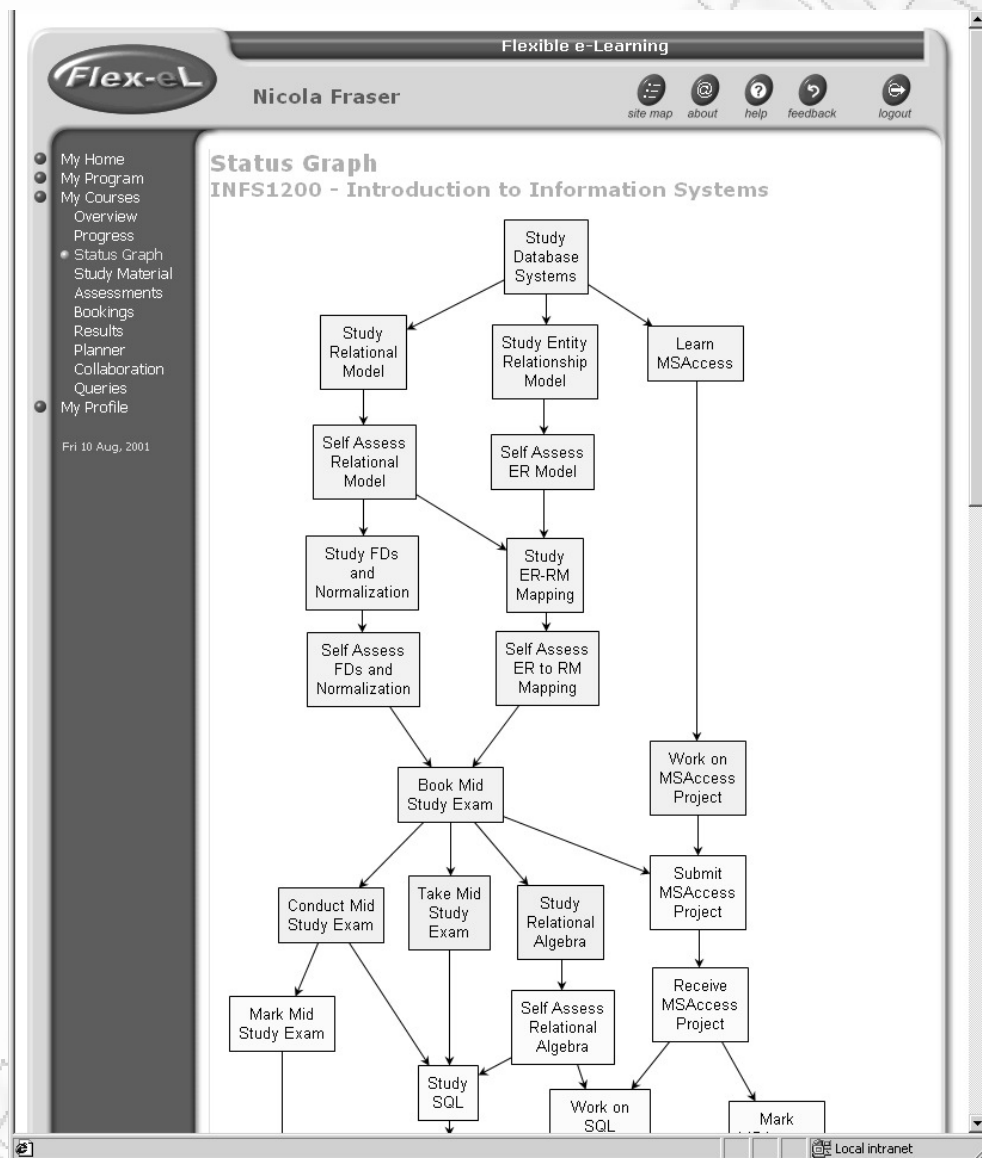 Flexible e-Learning
Flex-eL
Nicola Fraser
site map
about
help
feedback
logout
My Home
My Program
My Courses
Overview
Progress
Status Graph
Study Material
Assessments
Bookings
Results
Planner
Collaboration
Queries
My Profile
Fri 10 Aug, 2001
Status Graph
INFS1200 - Introduction to Information Systems
Study
Database
Systems
Study
Relational
Model
Study Entity
Relationship
Model
Learn
MSAccess
Self Assess
Relational
Model
Self Assess
ER Model
Study FDs
and
Normalization
Study
ER-RM
Mapping
Self Assess
FDs and
Normalization
Self Assess
ER to RM
Mapping
Book Mid
Study Exam
Work on
MSAccess
Project
Conduct Mid
Study Exam
Take Mid
Study
Exam
Study
Relational
Algebra
Submit
MSAccess
Project
Mark Mid
Study Exam
Self Assess
Relational
Algebra
Receive
MSAccess
Project
Study
SQL
Work on
SQL
Mark
Local intranet